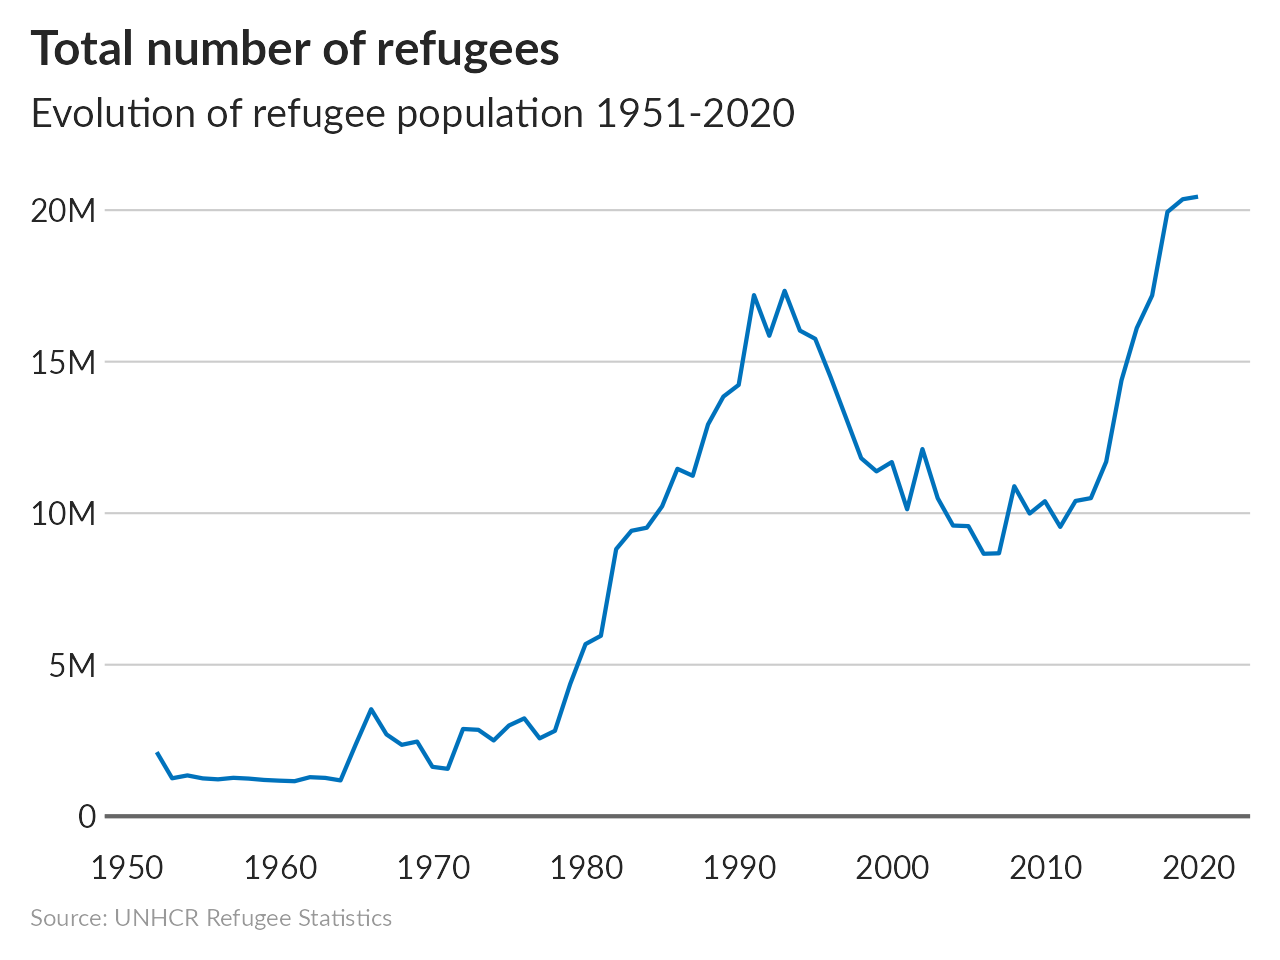 Total number of refugees
Evolution of refugee population 1951-2020
20M
15M
10M
5M
0
1950 1960 1970 1980 1990 2000 2010 2020
Source: UNHCR Refugee Statistics